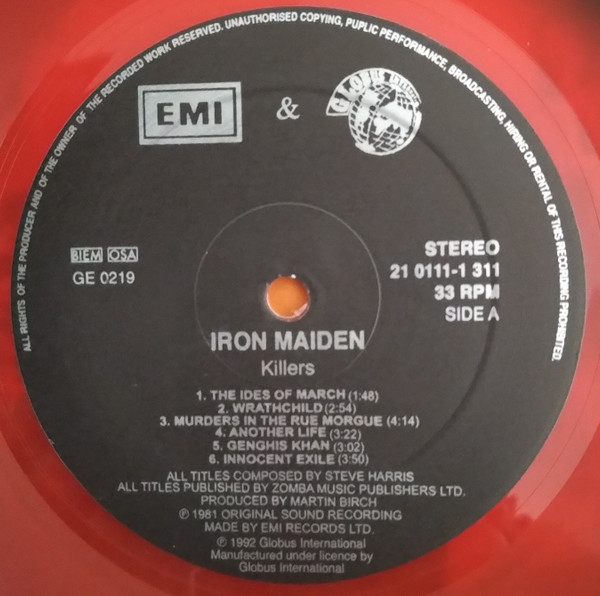 ALL RIGHTS OF THE PRODUCER AND OF THE OWNER OF THE RECORDED WORK RESERVED. UNAUTHORISED COPYING, PUPLIC PERFORMANCE, BROADCASTING, HIRING OR RENTAL OF THIS RECORDING PROHIBITED.
EMI & GLOBUS
BIEM OSA
GE 0219
STEREO
21 0111-1 311
33 RPM
SIDE A
IRON MAIDEN
Killers
1. THE IDES OF MARCH (1:48)
2. WRATHCHILD (2:54)
3. MURDERS IN THE RUE MORGUE (4:14)
4. ANOTHER LIFE (3:22)
5. GENGHIS KHAN (3:02)
6. INNOCENT EXILE (3:50)
ALL TITLES COMPOSED BY STEVE HARRIS
ALL TITLES PUBLISHED BY ZOMBA MUSIC PUBLISHERS LTD.
PRODUCED BY MARTIN BIRCH
℗ 1981 ORIGINAL SOUND RECORDING
MADE BY EMI RECORDS LTD.
℗ 1992 Globus International
Manufactured under licence by
Globus International